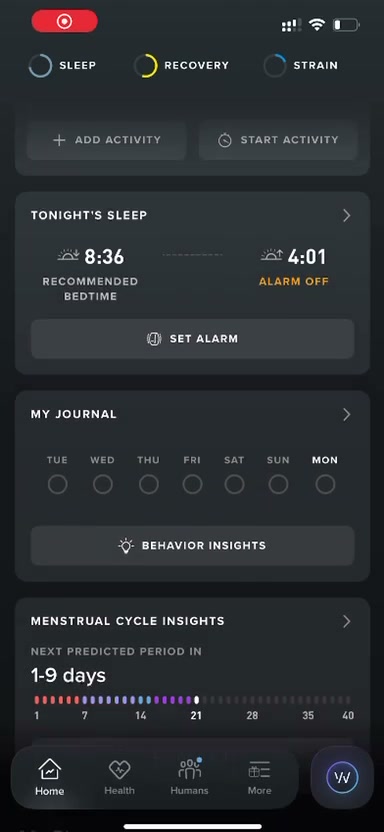 SLEEP RECOVERY STRAIN
ADD ACTIVITY START ACTIVITY
TONIGHT'S SLEEP
8:36 4:01
RECOMMENDED ALARM OFF
BEDTIME
SET ALARM
MY JOURNAL
TUE WED THU FRI SAT SUN MON
BEHAVIOR INSIGHTS
MENSTRUAL CYCLE INSIGHTS
NEXT PREDICTED PERIOD IN
1-9 days
1 7 14 21 28 35 40
Home Health Humans More
W